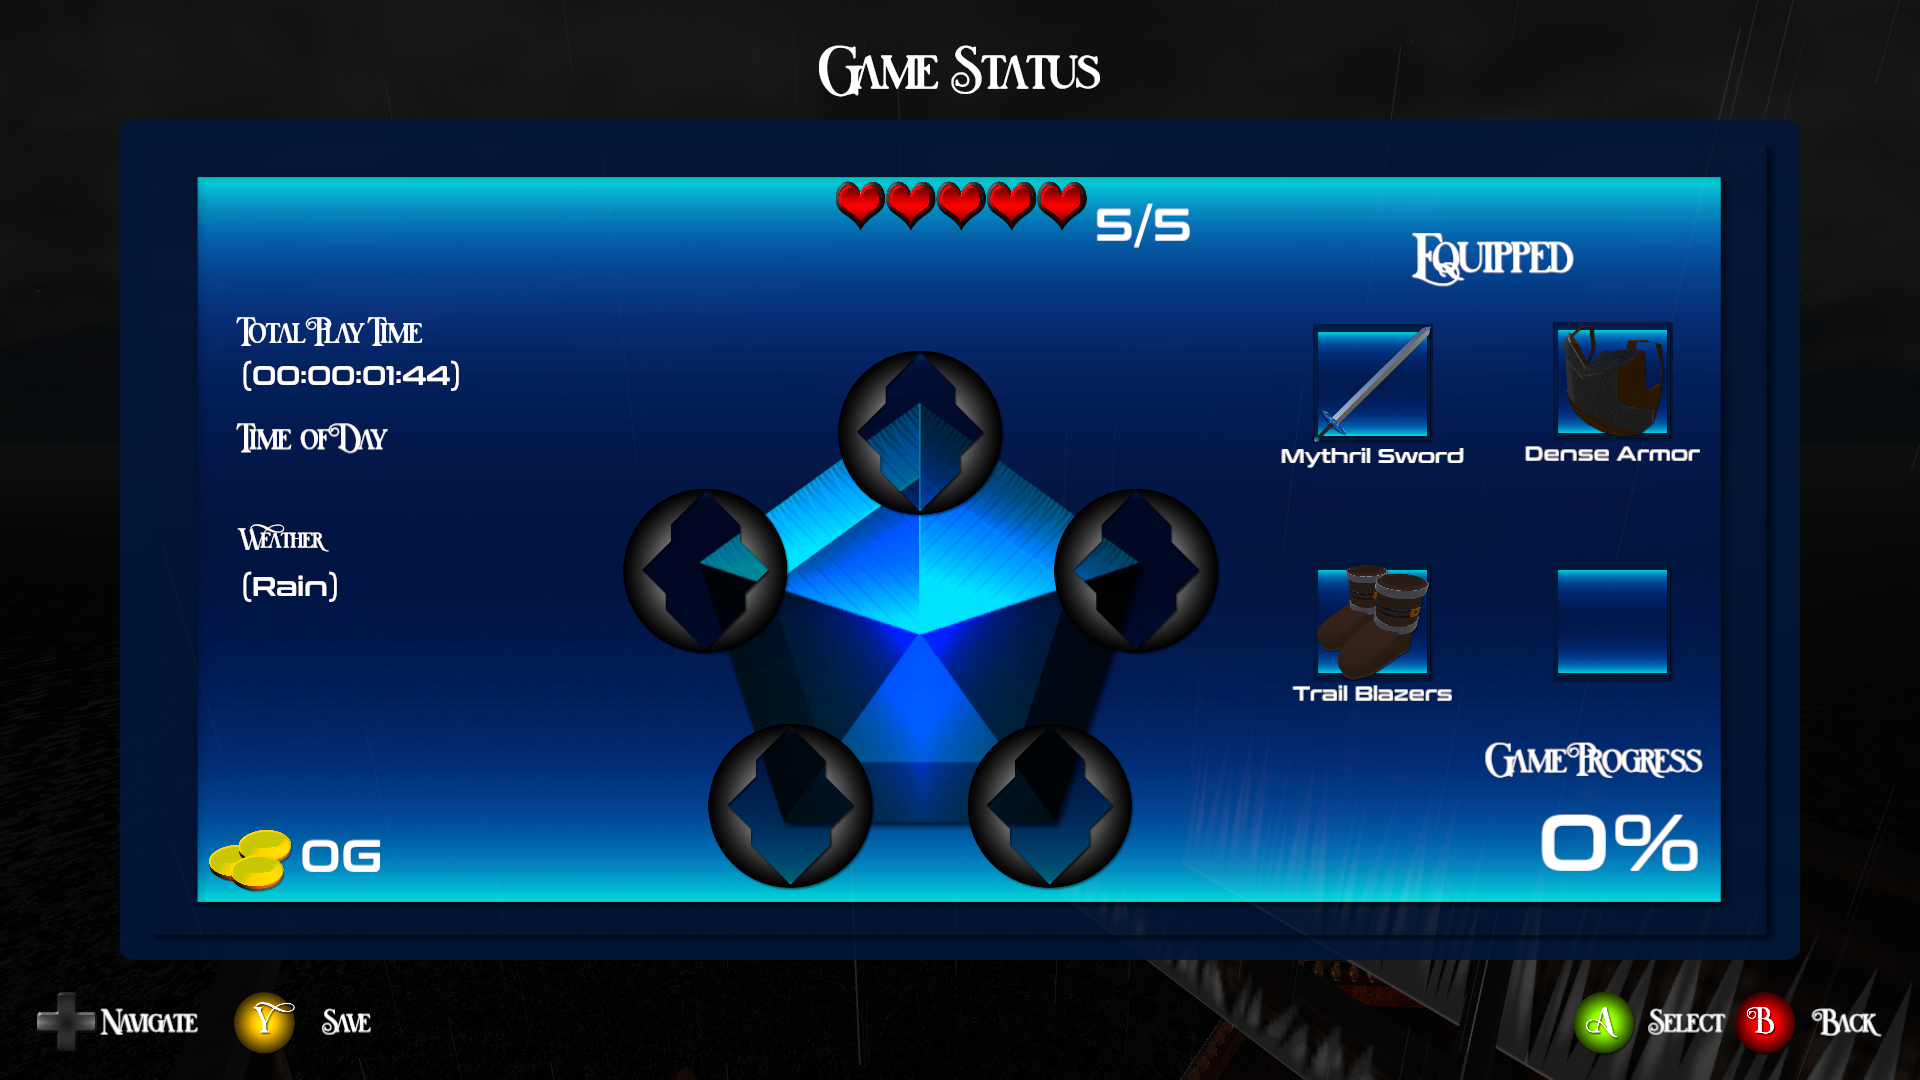 Game Status
5/5
Equipped
Total Play Time
(00:00:01:44)
Time of Day
Mythril Sword
Dense Armor
Weather
(Rain)
Trail Blazers
Game Progress
0%
0G
Navigate
Y
Save
A
Select
B
Back